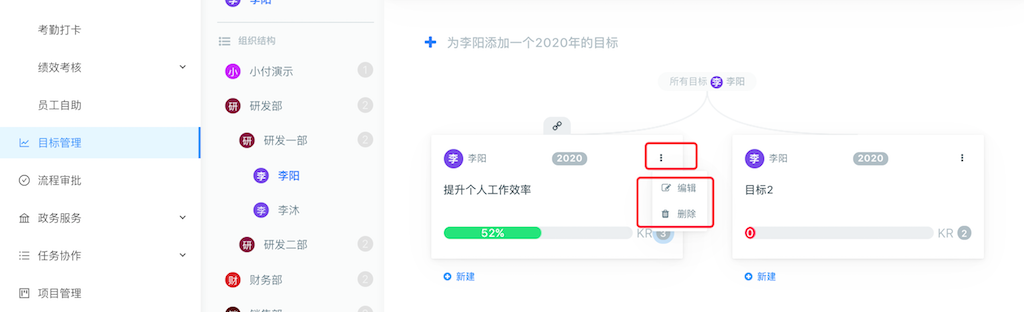 考勤打卡
绩效考核
员工自助
目标管理
流程审批
政务服务
任务协作
项目管理
李 李阳
组织结构
小 小付演示 1
研 研发部 2
研 研发一部 2
李 李阳
李 李沐
研 研发二部 2
财 财务部 2
销售部
为李阳添加一个2020年的目标
所有目标 李 李阳
李 李阳 2020
提升个人工作效率
编辑
删除
52% KR 3
新建
李 李阳 2020
目标2
0 KR 2
新建